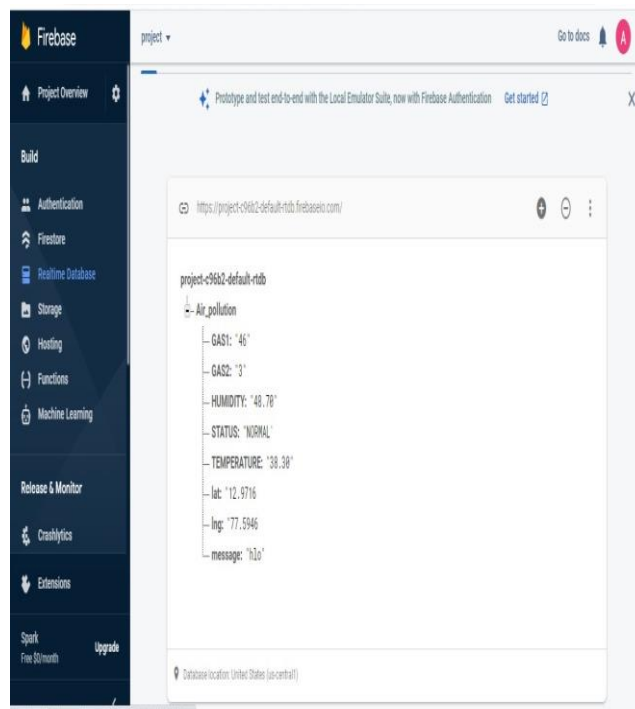 Firebase
project
Go to docs
A
Project Overview
Prototype and test end-to-end with the Local Emulator Suite, now with Firebase Authentication Get started
X
Build
Authentication
https://project-c96b2-default-rtdb.firebaseio.com/
Firestore
Realtime Database
Storage
Hosting
Functions
Machine Learning
project-c96b2-default-rtdb
Air_pollution
GAS1: "46"
GAS2: "3"
HUMIDITY: "48.70"
STATUS: "NORMAL"
TEMPERATURE: "30.30"
lat: "12.9716
lng: "77.5946
message: "hlo"
Release & Monitor
Crashlytics
Extensions
Spark
Free $0/month
Upgrade
Database location: United States (us-central1)